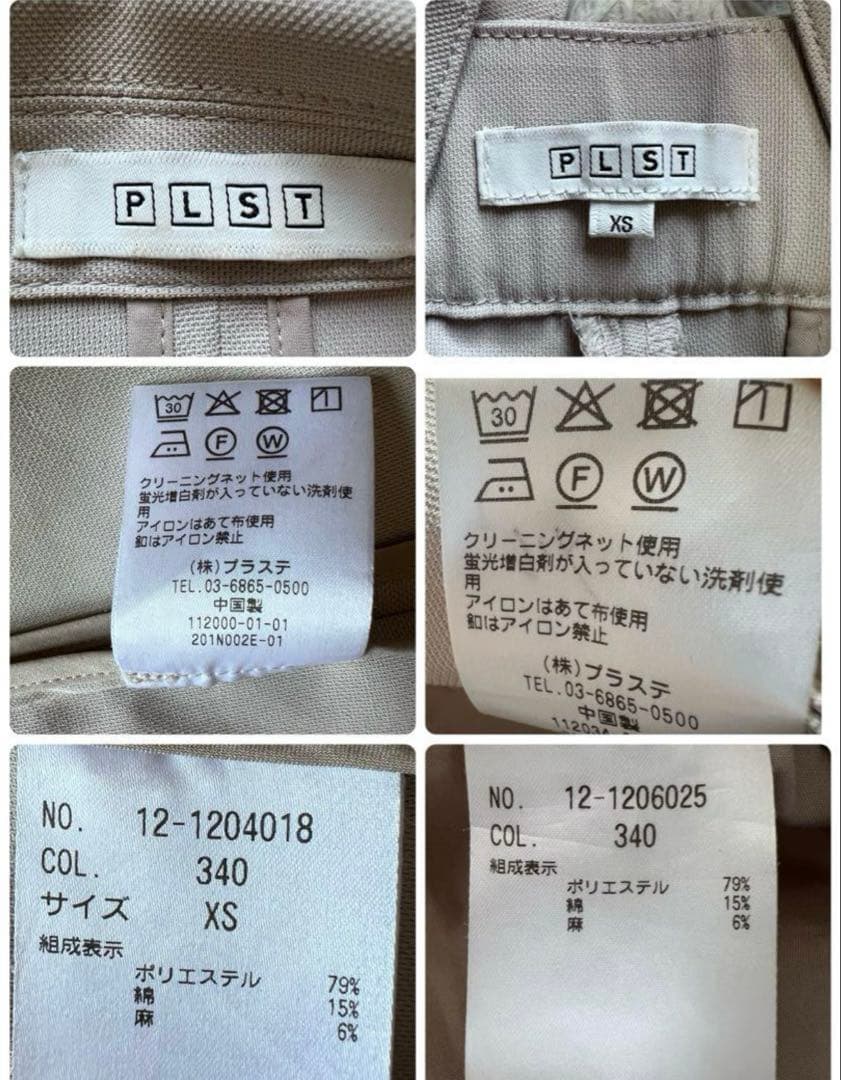 PLST
PLST
XS
30
F W
クリーニングネット使用
蛍光増白剤が入っていない洗剤使
用
アイロンはあて布使用
釦はアイロン禁止
(株)プラステ
TEL.03-6865-0500
中国製
112000-01-01
201N002E-01
30
F W
クリーニングネット使用
蛍光増白剤が入っていない洗剤使
用
アイロンはあて布使用
釦はアイロン禁止
(株)プラステ
TEL.03-6865-0500
中国製
NO. 12-1204018
COL. 340
サイズ XS
組成表示
ポリエステル 79%
綿 15%
麻 6%
NO. 12-1206025
COL. 340
組成表示
ポリエステル 79%
綿 15%
麻 6%